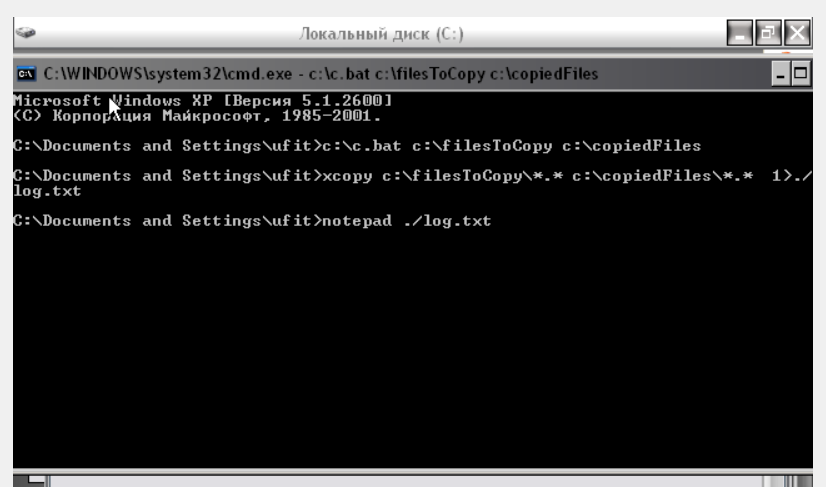 Локальный диск (C:)
C:\WINDOWS\system32\cmd.exe - c:\c.bat c:\filesToCopy c:\copiedFiles
Microsoft Windows XP [Версия 5.1.2600]
(С) Корпорация Майкрософт, 1985-2001.
C:\Documents and Settings\ufit>c:\c.bat c:\filesToCopy c:\copiedFiles
C:\Documents and Settings\ufit>xcopy c:\filesToCopy\*.* c:\copiedFiles\*.*  1>./
log.txt
C:\Documents and Settings\ufit>notepad ./log.txt